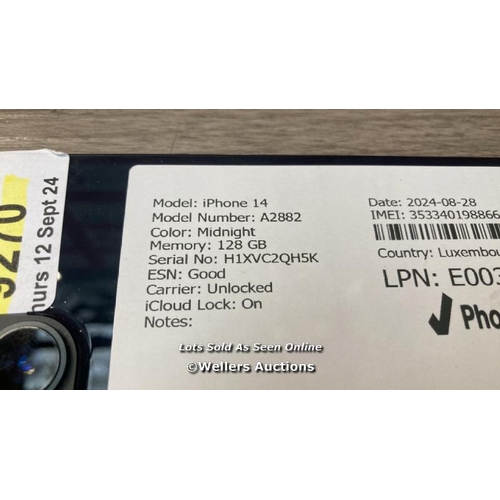 9270
hurs 12 Sept 24
Model: iPhone 14
Model Number: A2882
Color: Midnight
Memory: 128 GB
Serial No: H1XVC2QH5K
ESN: Good
Carrier: Unlocked
iCloud Lock: On
Notes:
Date: 2024-08-28
IMEI: 353340198866
Country: Luxembou
LPN: E003
Pho
Lots Sold As Seen Online
©Wellers Auctions